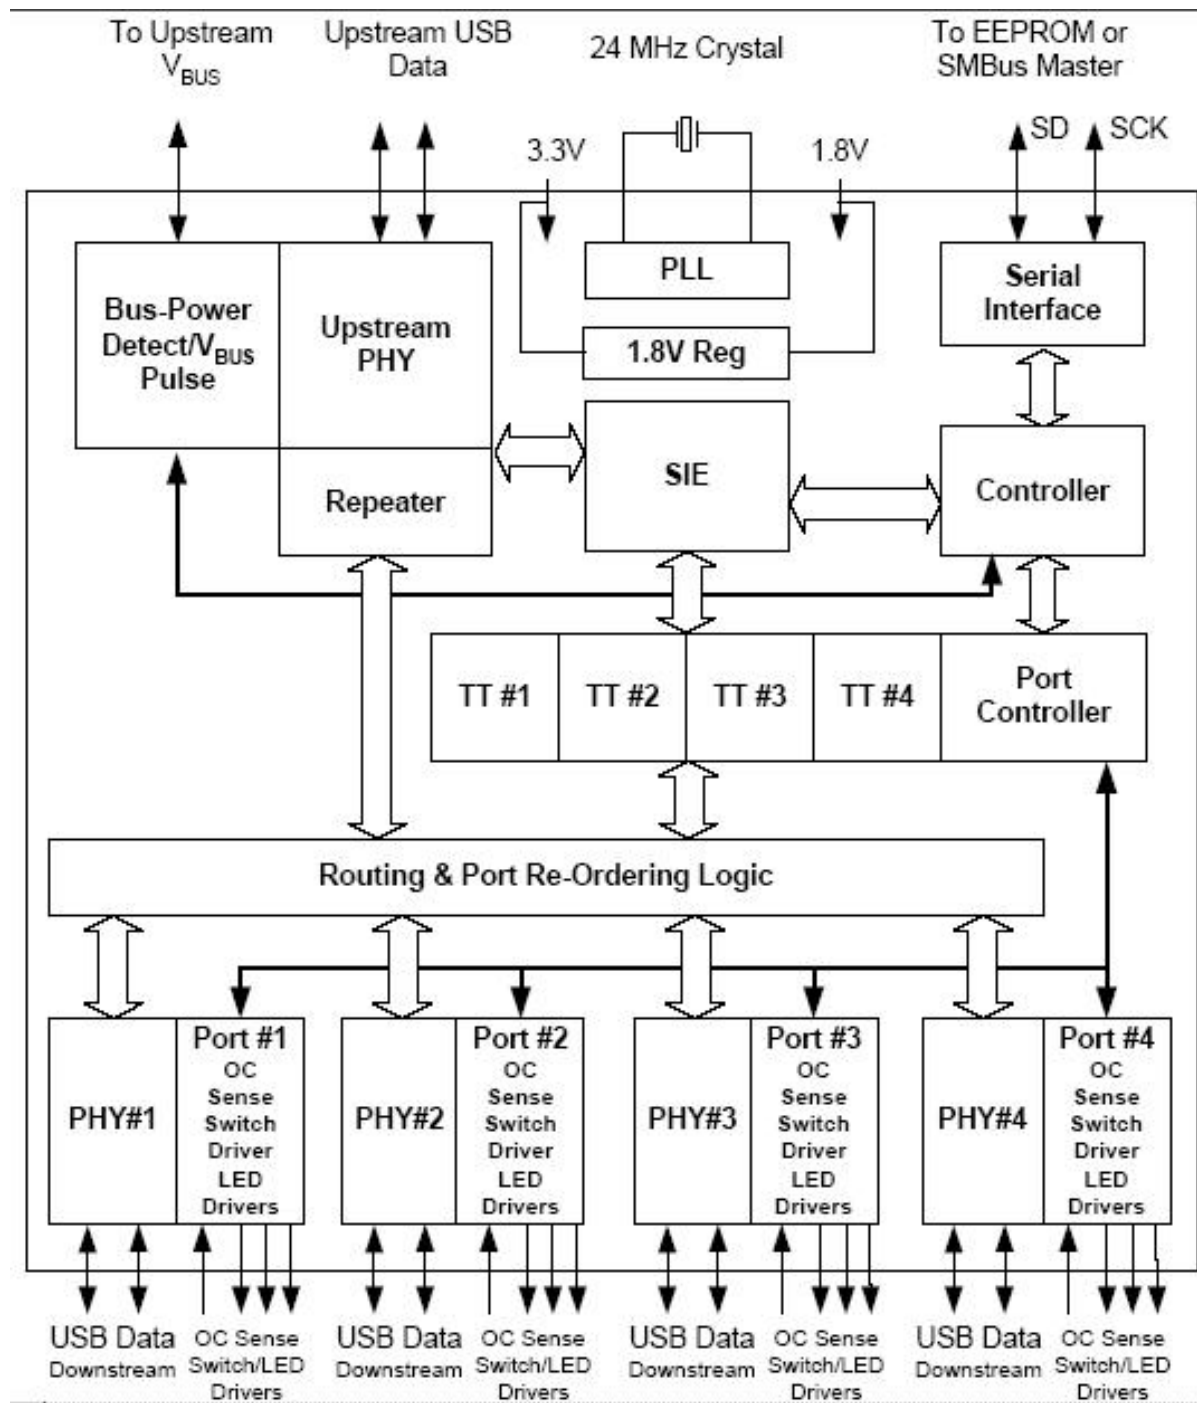 To Upstream
VBUS
Upstream USB
Data
24 MHz Crystal
To EEPROM or
SMBus Master
3.3V
1.8V
SD
SCK
Bus-Power
Detect/VBUS
Pulse
Upstream
PHY
PLL
1.8V Reg
Serial
Interface
Repeater
SIE
Controller
TT #1
TT #2
TT #3
TT #4
Port
Controller
Routing & Port Re-Ordering Logic
PHY#1
Port #1
OC
Sense
Switch
Driver
LED
Drivers
PHY#2
Port #2
OC
Sense
Switch
Driver
LED
Drivers
PHY#3
Port #3
OC
Sense
Switch
Driver
LED
Drivers
PHY#4
Port #4
OC
Sense
Switch
Driver
LED
Drivers
USB Data
Downstream
OC Sense
Switch/LED
Drivers
USB Data
Downstream
OC Sense
Switch/LED
Drivers
USB Data
Downstream
OC Sense
Switch/LED
Drivers
USB Data
Downstream
OC Sense
Switch/LED
Drivers